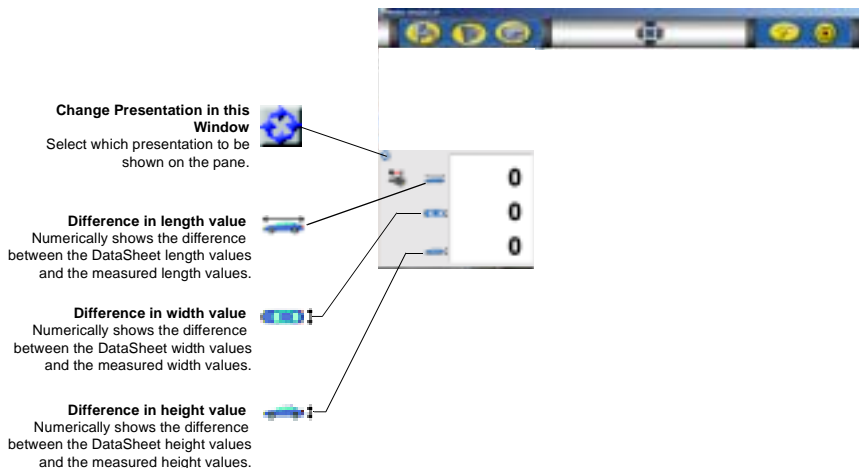 Change Presentation in this
Window
Select which presentation to be
shown on the pane.
Difference in length value
Numerically shows the difference
between the DataSheet length values
and the measured length values.
Difference in width value
Numerically shows the difference
between the DataSheet width values
and the measured width values.
Difference in height value
Numerically shows the difference
between the DataSheet height values
and the measured height values.
0
0
0